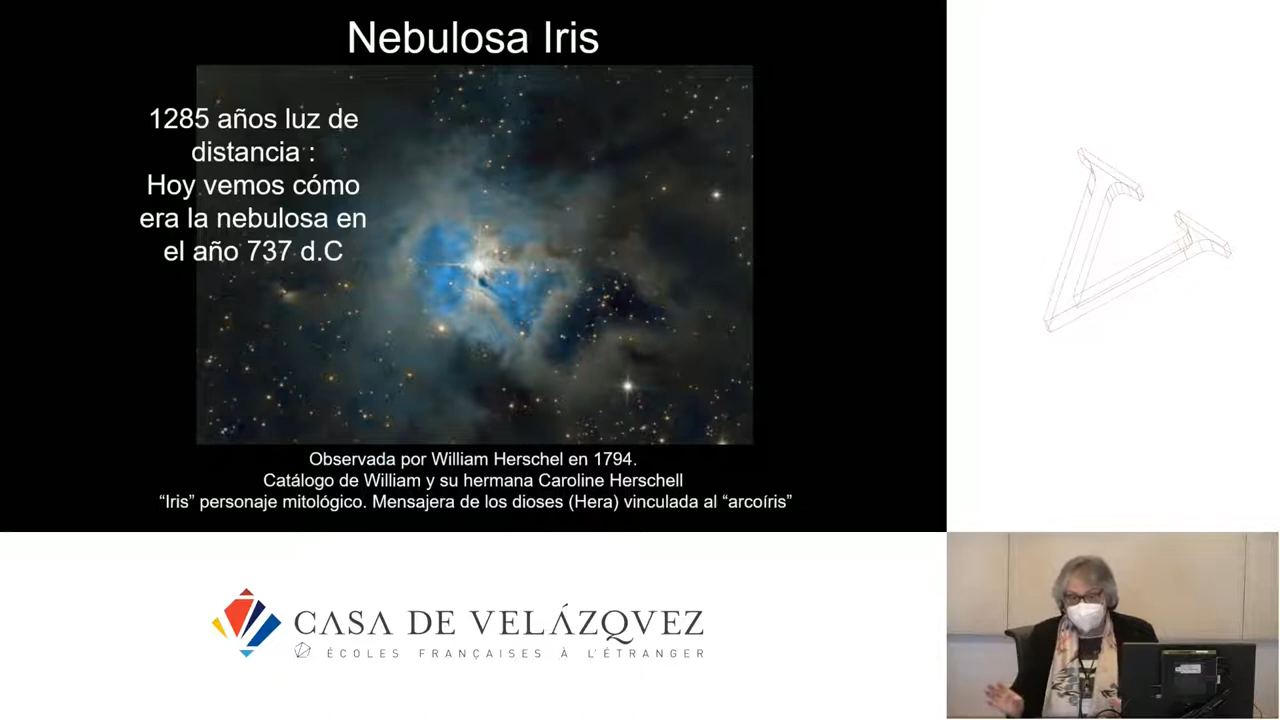 Nebulosa Iris
1285 años luz de
distancia :
Hoy vemos cómo
era la nebulosa en
el año 737 d.C
Observada por William Herschel en 1794.
Catálogo de William y su hermana Caroline Herschell
“Iris” personaje mitológico. Mensajera de los dioses (Hera) vinculada al “arcoíris”
CASA DE VELÁZQVEZ
ÉCOLES FRANÇAISES À L'ÉTRANGER